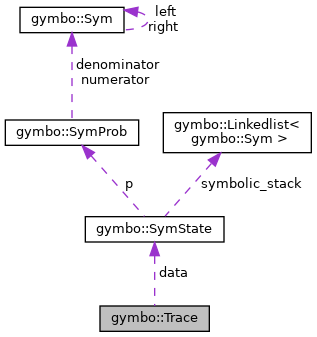 gymbo::Sym
left
right
denominator
numerator
gymbo::SymProb
gymbo::Linkedlist<
gymbo::Sym >
p
symbolic_stack
gymbo::SymState
data
gymbo::Trace